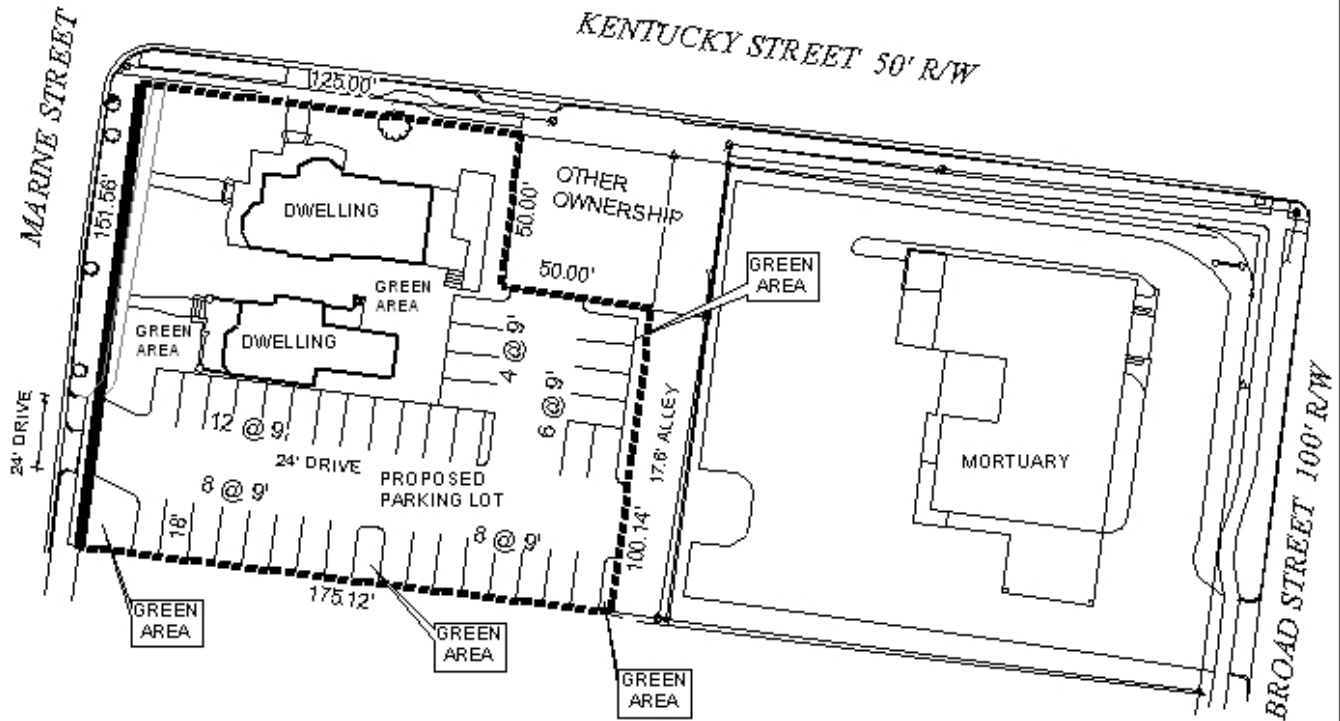 KENTUCKY STREET 50' R/W
MARINE STREET
125.00'
151.56'
OTHER
OWNERSHIP
50.00'
50.00'
DWELLING
GREEN
AREA
GREEN
AREA
GREEN
AREA
DWELLING
4 @ 9'
6 @ 9'
17.6' ALLEY
12 @ 9'
24' DRIVE
24' DRIVE
PROPOSED
PARKING LOT
8 @ 9'
18'
8 @ 9'
100.14'
175.12'
MORTUARY
BROAD STREET 100' R/W
GREEN
AREA
GREEN
AREA
GREEN
AREA